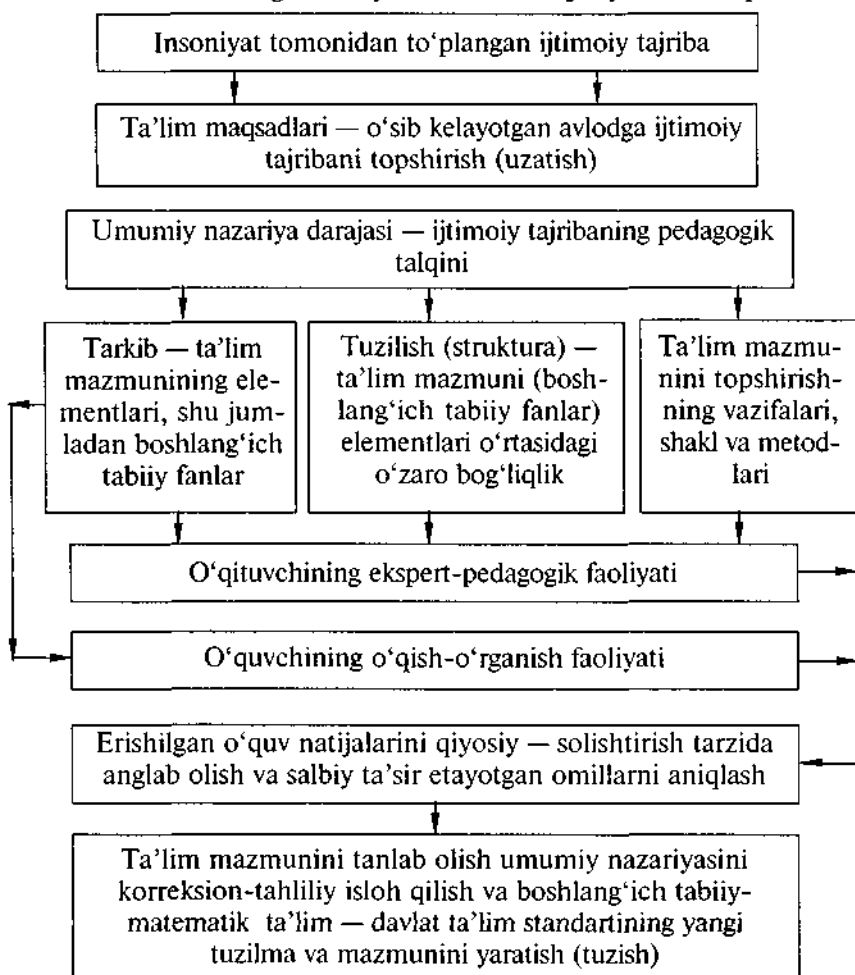 Insoniyat tomonidan to‘plangan ijtimoiy tajriba
Ta’lim maqsadlari — o‘sib kelayotgan avlodga ijtimoiy
tajribani topshirish (uzatish)
Umumiy nazariya darajasi — ijtimoiy tajribaning pedagogik
talqini
Tarkib — ta’lim
mazmunining ele-
mentlari, shu jum-
ladan boshlang‘ich
tabiiy fanlar
Tuzilish (struktura) —
ta’lim mazmuni (bosh-
lang‘ich tabiiy fanlar)
elementlari o‘rtasidagi
o‘zaro bog‘liqlik
Ta’lim mazmu-
nini topshirish-
ning vazifalari,
shakl va metod-
lari
O‘qituvchining ekspert-pedagogik faoliyati
O‘quvchining o‘qish-o‘rganish faoliyati
Erishilgan o‘quv natijalarini qiyosiy — solishtirish tarzida
anglab olish va salbiy ta’sir etayotgan omillarni aniqlash
Ta’lim mazmunini tanlab olish umumiy nazariyasini
korreksion-tahliliy isloh qilish va boshlang‘ich tabiiy-
matematik ta’lim — davlat ta’lim standartining yangi
tuzilma va mazmunini yaratish (tuzish)